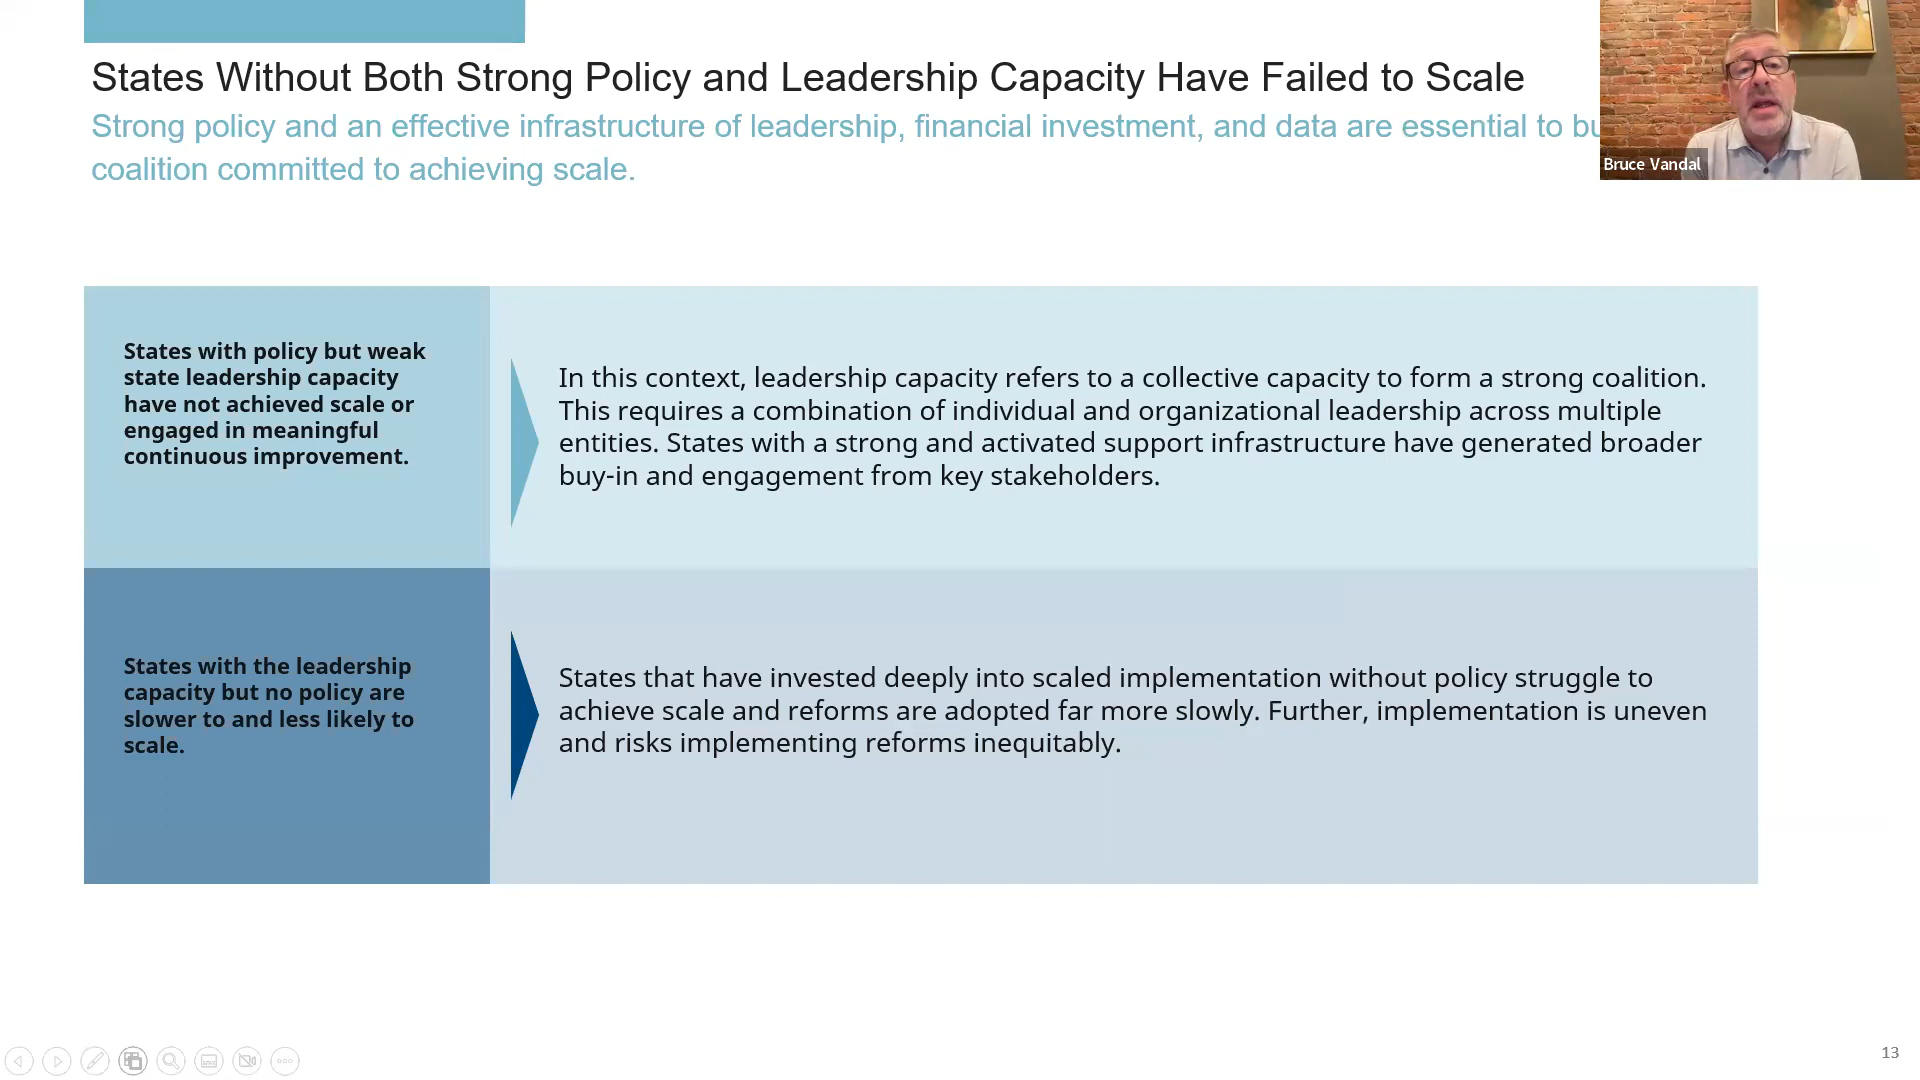 States Without Both Strong Policy and Leadership Capacity Have Failed to Scale
Strong policy and an effective infrastructure of leadership, financial investment, and data are essential to
coalition committed to achieving scale.
Bruce Vandal
States with policy but weak
state leadership capacity
have not achieved scale or
engaged in meaningful
continuous improvement.
In this context, leadership capacity refers to a collective capacity to form a strong coalition.
This requires a combination of individual and organizational leadership across multiple
entities. States with a strong and activated support infrastructure have generated broader
buy-in and engagement from key stakeholders.
States with the leadership
capacity but no policy are
slower to and less likely to
scale.
States that have invested deeply into scaled implementation without policy struggle to
achieve scale and reforms are adopted far more slowly. Further, implementation is uneven
and risks implementing reforms inequitably.
13